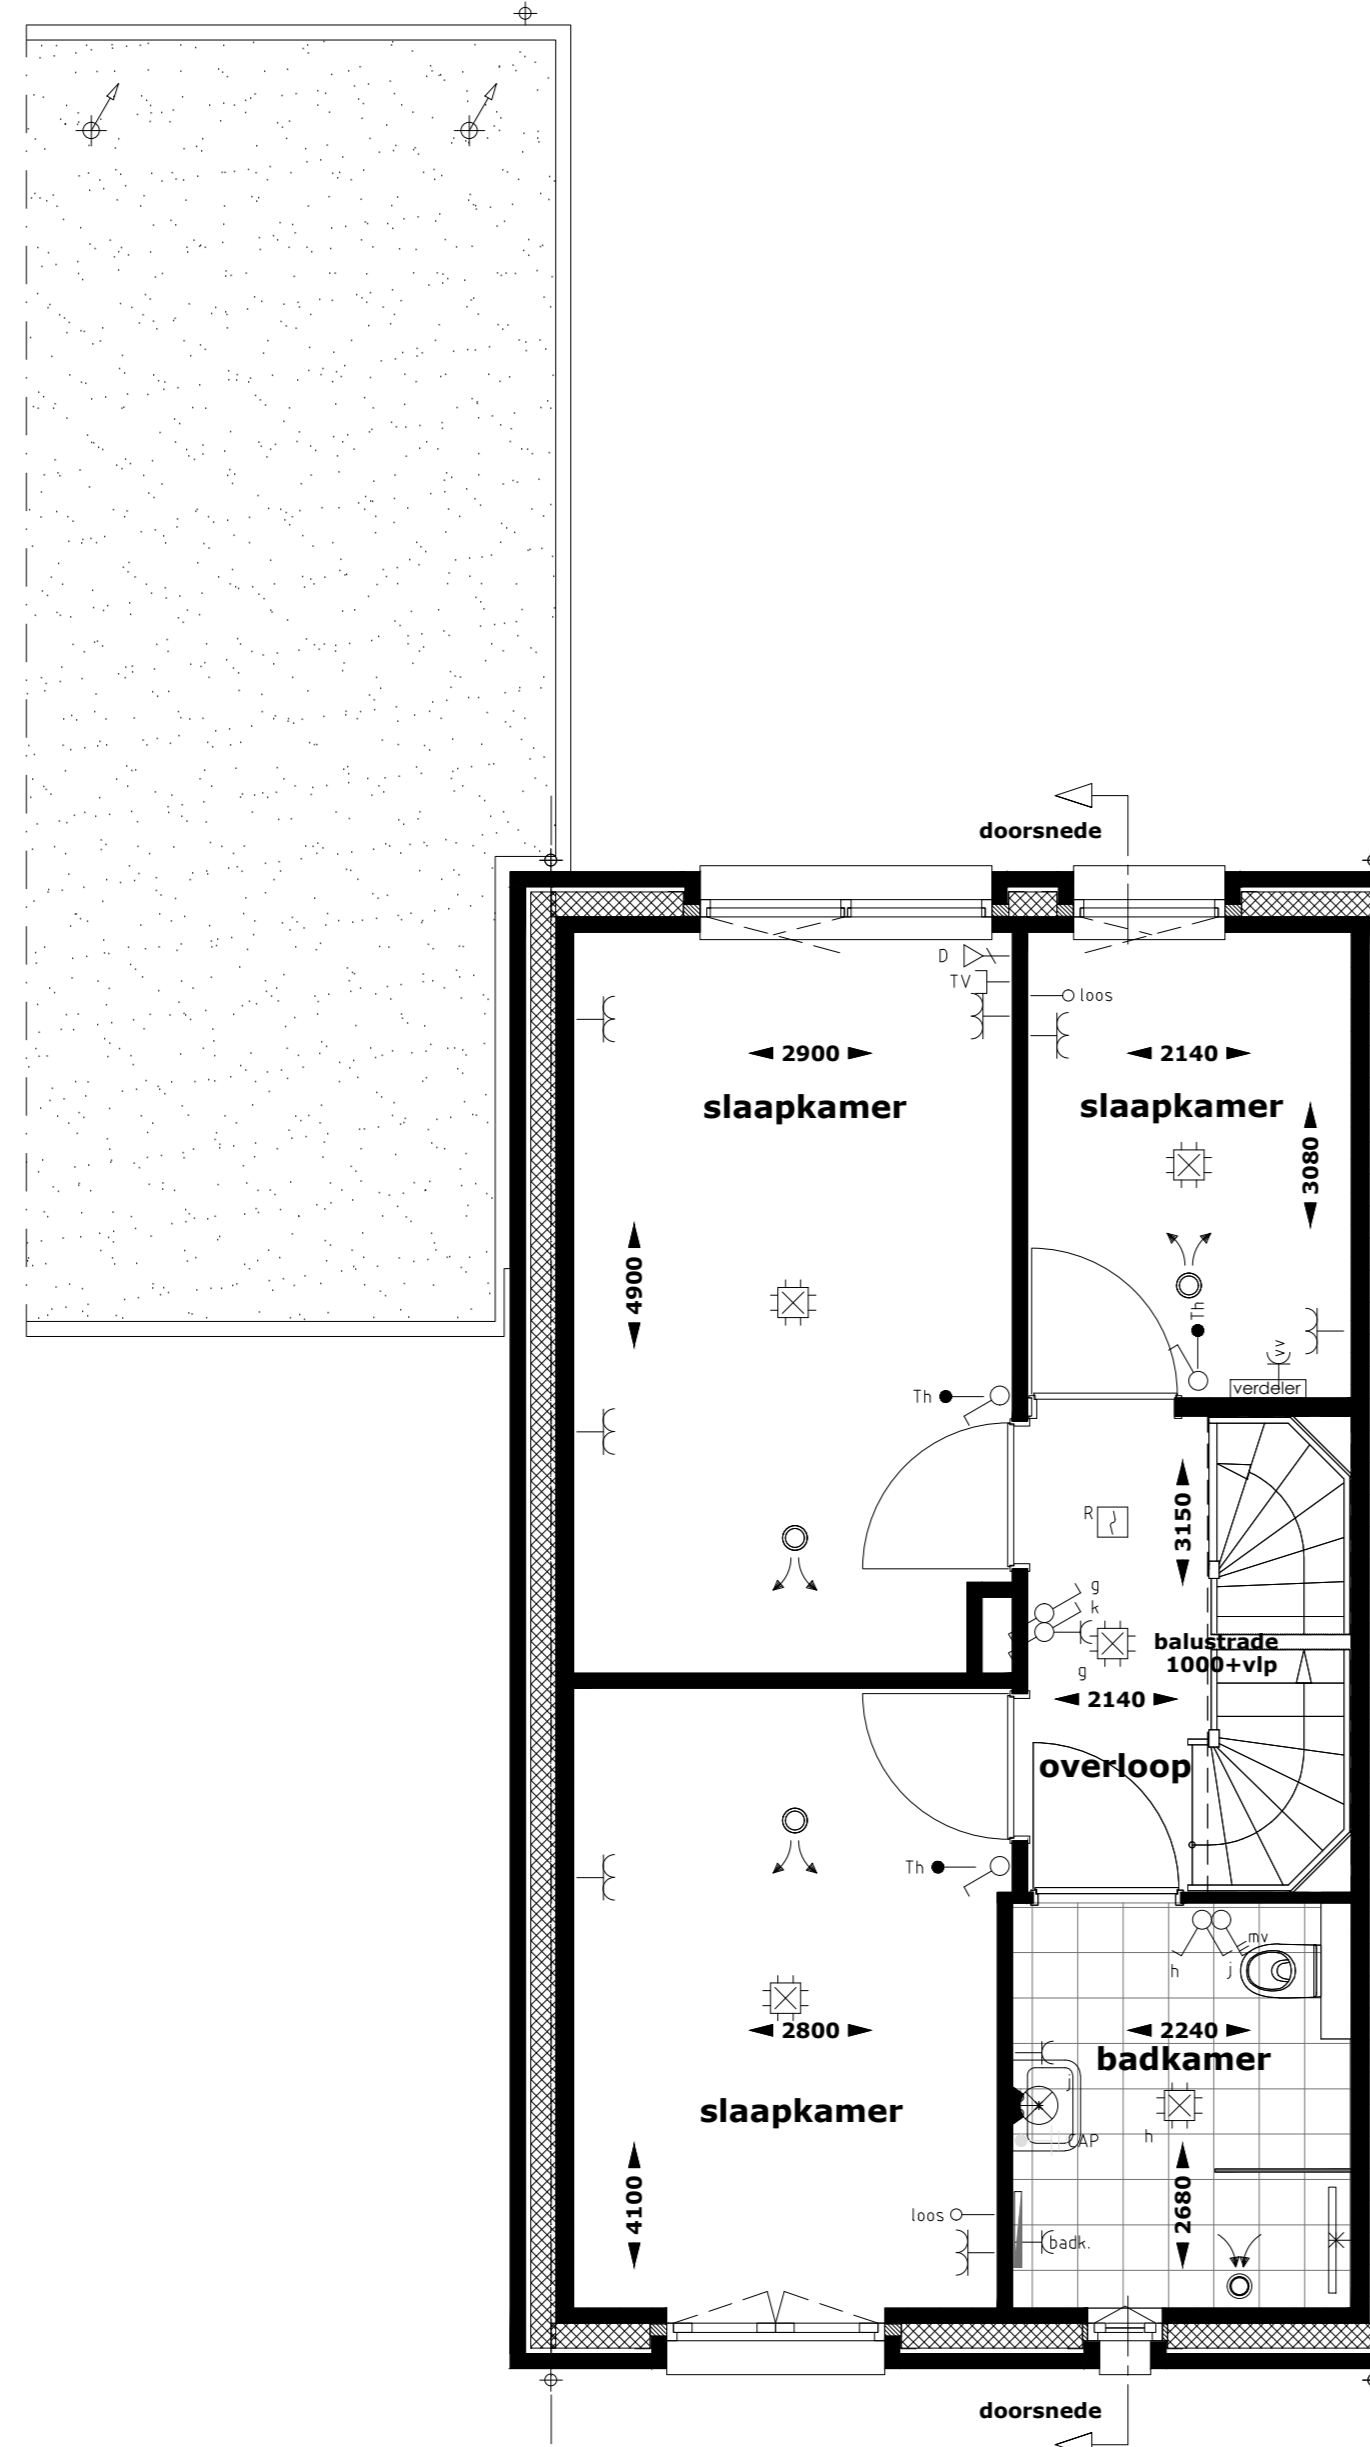 doorsnede
D
TV
loos
2900
2140
slaapkamer
slaapkamer
3080
4900
Th
Th
vv
verdeler
R
3150
g
k
g
balustrade
1000+vlp
2140
overloop
Th
mv
h
j
2800
2240
badkamer
j
slaapkamer
CAP
h
4100
2680
loos
badk.
doorsnede